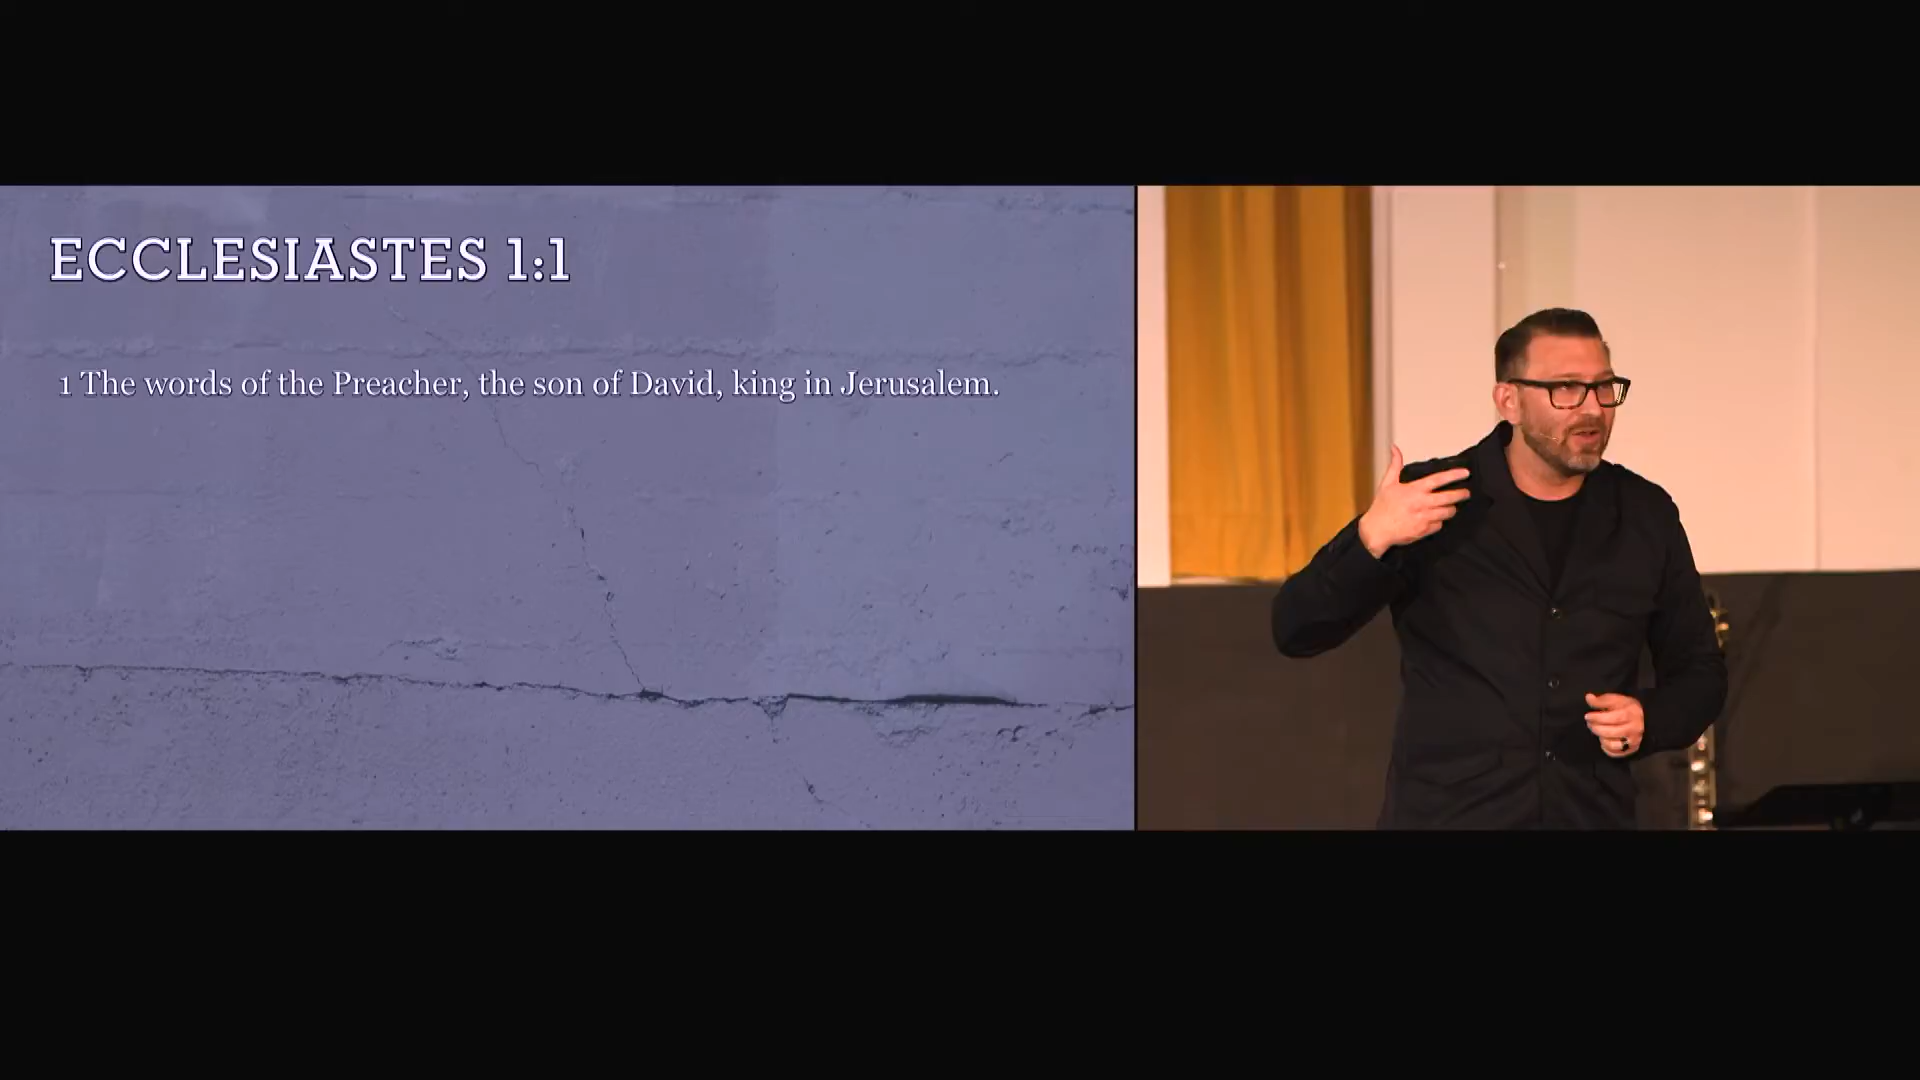 ECCLESIASTES 1:1
1 The words of the Preacher, the son of David, king in Jerusalem.